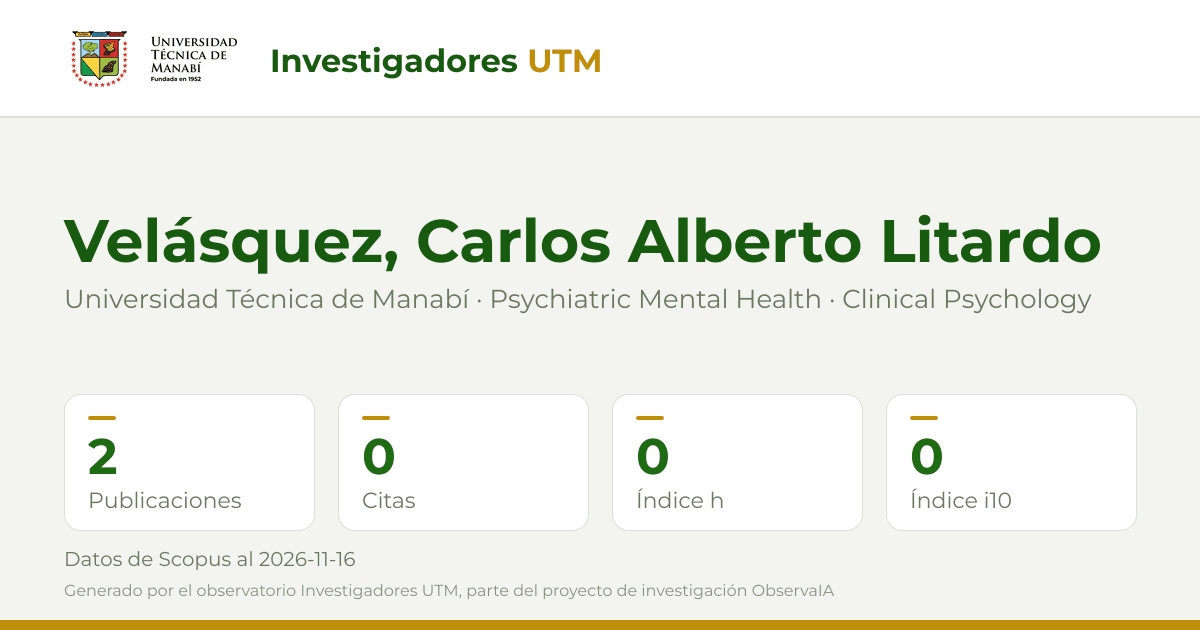 UNIVERSIDAD
TÉCNICA DE
MANABÍ
Fundada en 1952
Investigadores UTM
Velásquez, Carlos Alberto Litardo
Universidad Técnica de Manabí · Psychiatric Mental Health · Clinical Psychology
2
Publicaciones
0
Citas
0
Índice h
0
Índice i10
Datos de Scopus al 2026-11-16
Generado por el observatorio Investigadores UTM, parte del proyecto de investigación ObservaIA